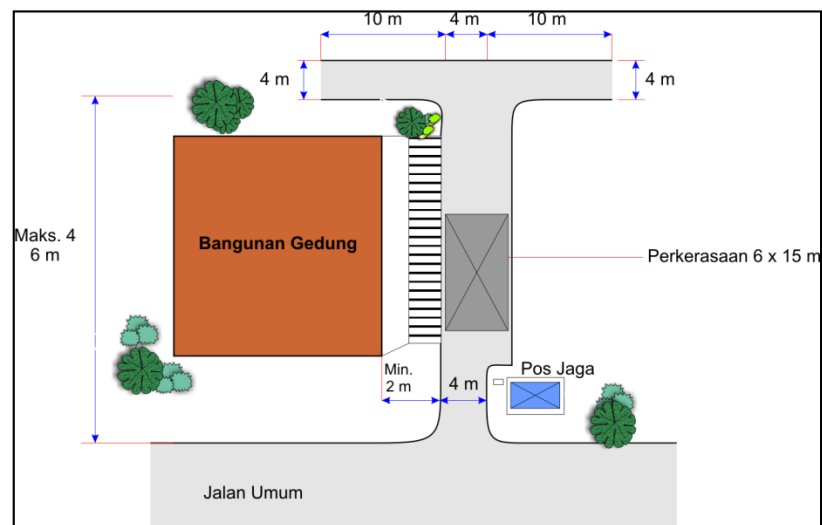 10 m 4 m 10 m
4 m
4 m
Maks. 4
6 m
Bangunan Gedung
Perkerasaan 6 x 15 m
Min.
2 m
4 m
Pos Jaga
Jalan Umum